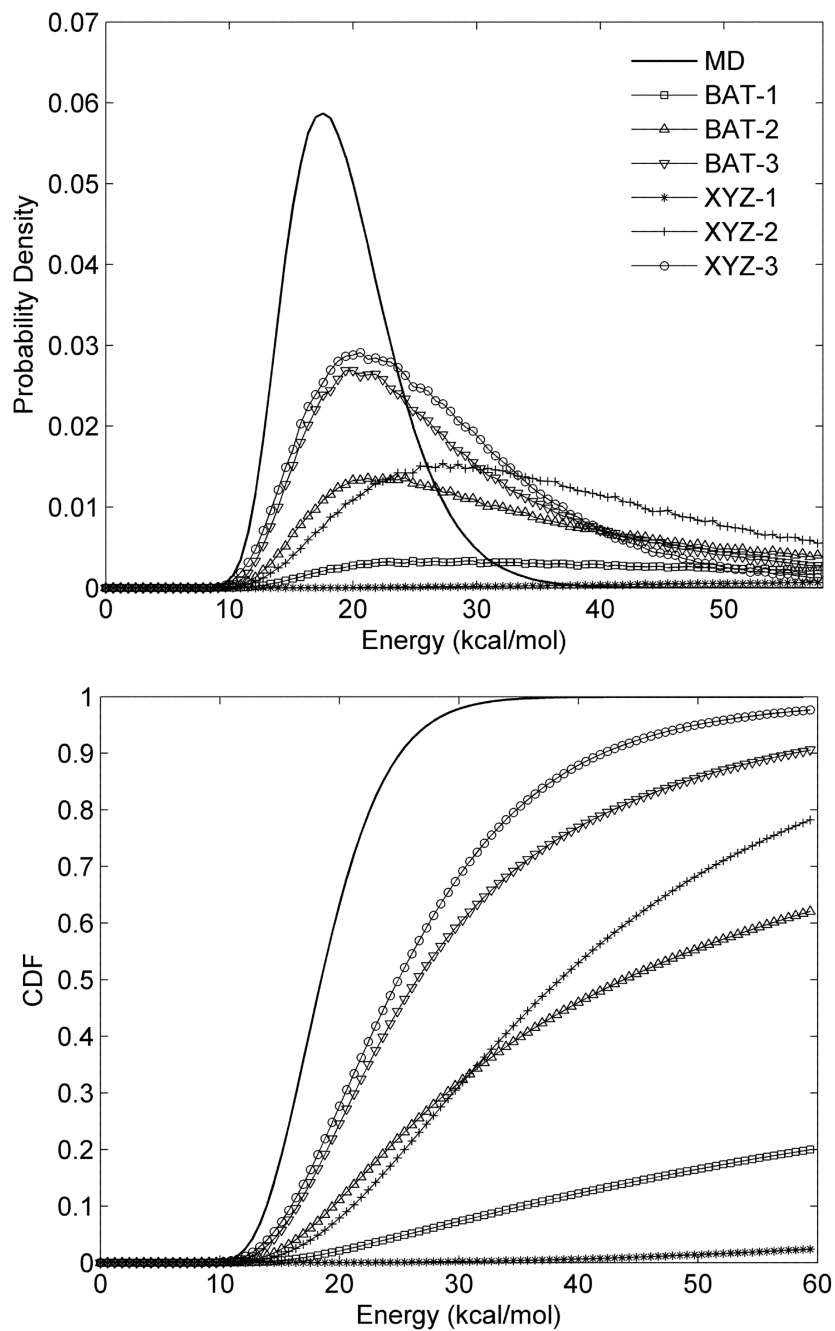 0.07
0.06
0.05
0.04
0.03
0.02
0.01
0
Probability Density
MD
BAT-1
BAT-2
BAT-3
XYZ-1
XYZ-2
XYZ-3
0 10 20 30 40 50
Energy (kcal/mol)
1
0.9
0.8
0.7
0.6
0.5
0.4
0.3
0.2
0.1
0
CDF
0 10 20 30 40 50 60
Energy (kcal/mol)